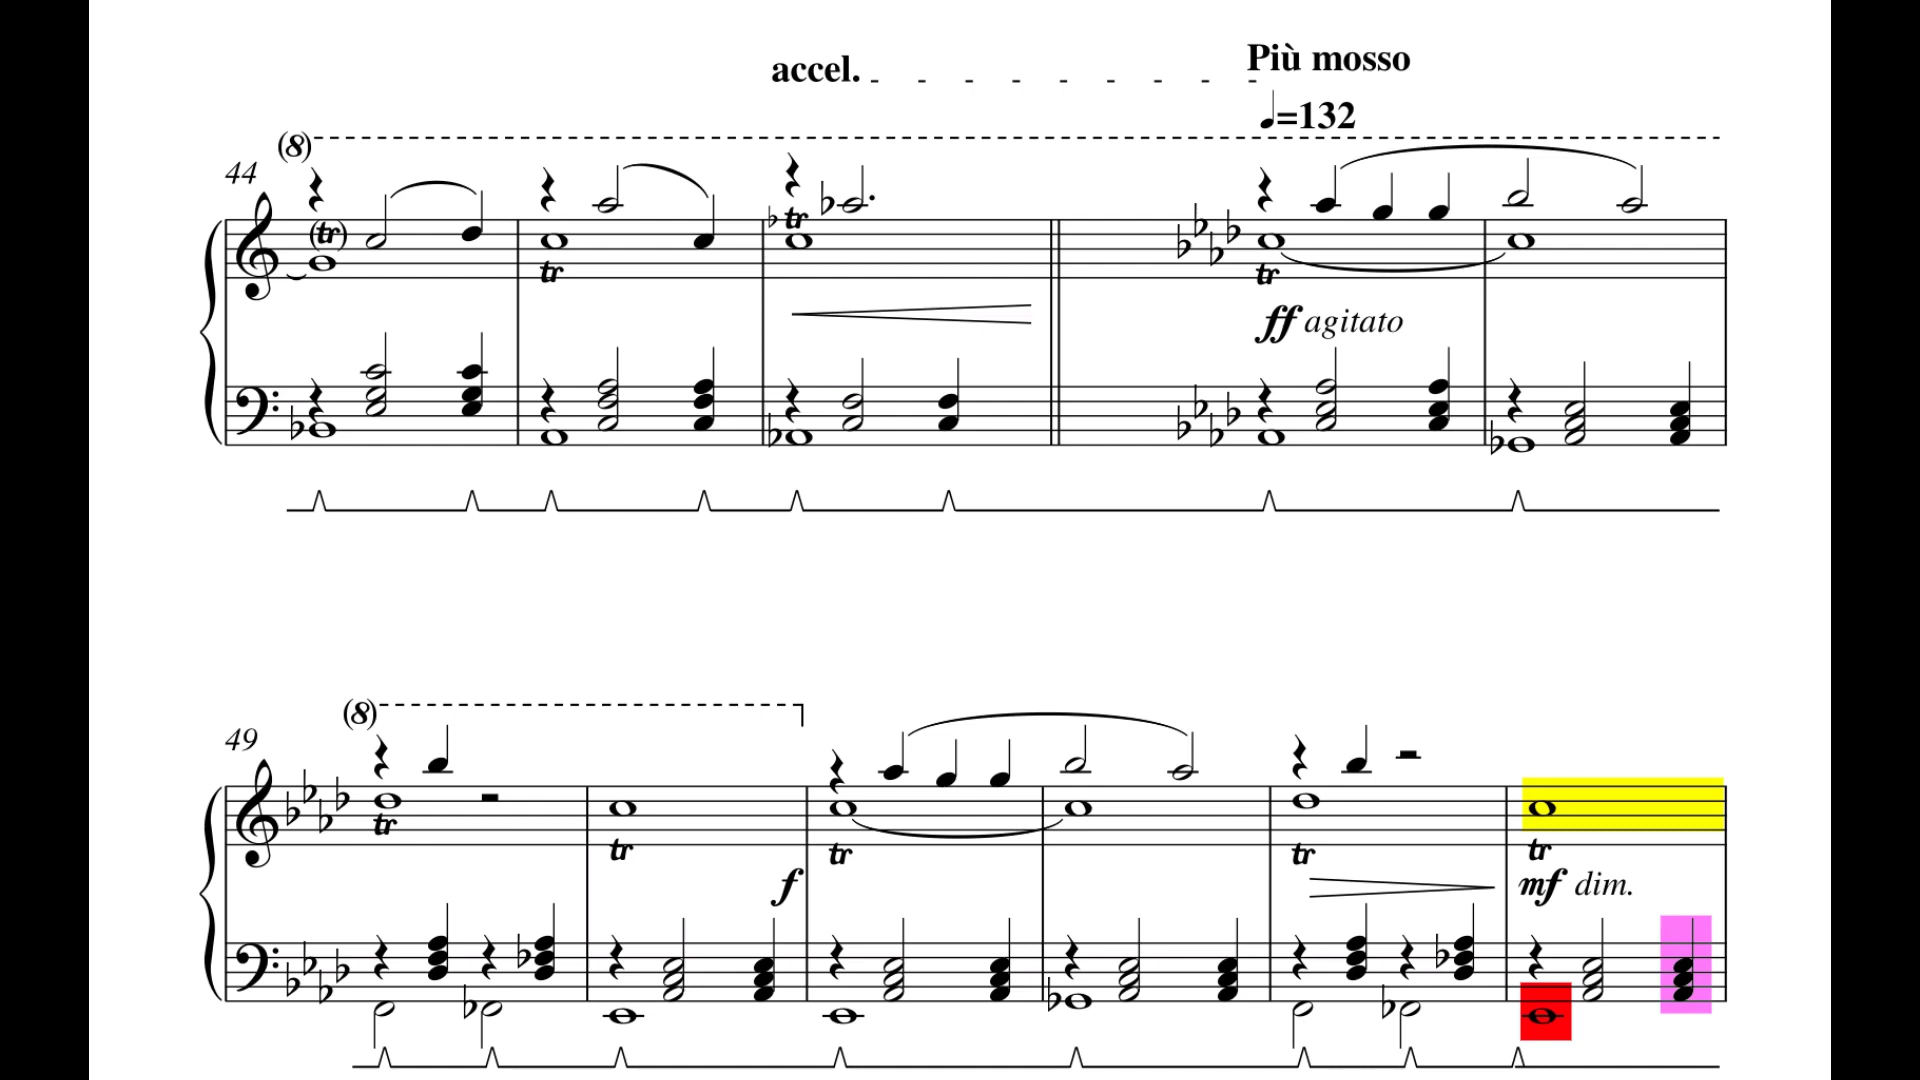 Più mosso
accel. - - - - - - - - -
♩=132
(8)
44
tr
(tr)
tr
tr
ff agitato
(8)
49
tr
tr
tr
tr
tr
f
mf dim.